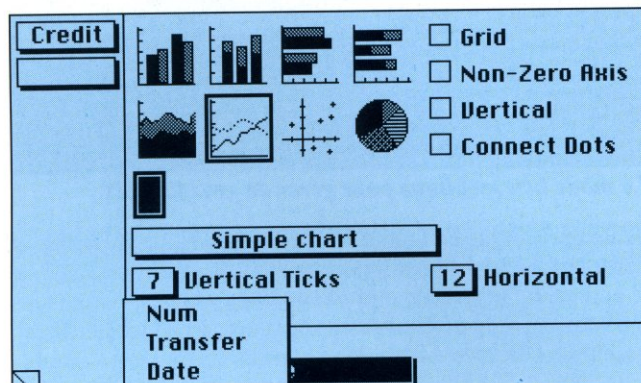 Credit
Grid
Non-Zero Axis
Vertical
Connect Dots
Simple chart
7 Vertical Ticks
12 Horizontal
Num
Transfer
Date